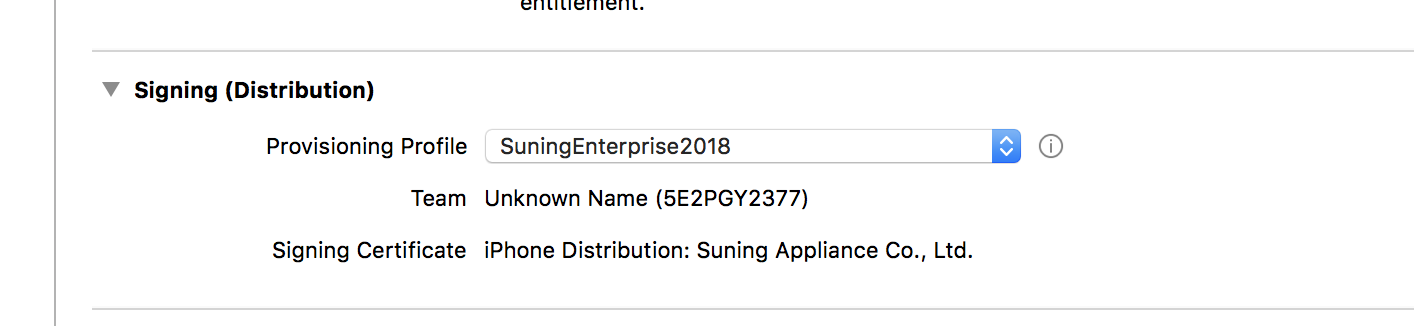 entitlement.
Signing (Distribution)
Provisioning Profile SuningEnterprise2018
Team Unknown Name (5E2PGY2377)
Signing Certificate iPhone Distribution: Suning Appliance Co., Ltd.